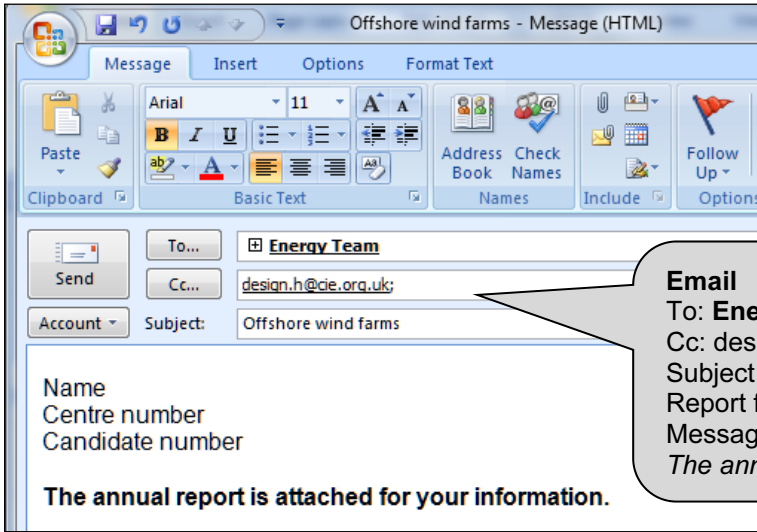 Offshore wind farms - Message (HTML)
Message Insert Options Format Text
Arial 11 A A
B I U
Paste
ab A Aa
Address Book
Check Names
Follow Up
Clipboard Basic Text Names Include Options
Send
To... Energy Team
Cc... design.h@cie.org.uk;
Account Subject: Offshore wind farms
Name
Centre number
Candidate number
The annual report is attached for your information.
Email
To: Ene
Cc: des
Subject
Report
Messag
The ann